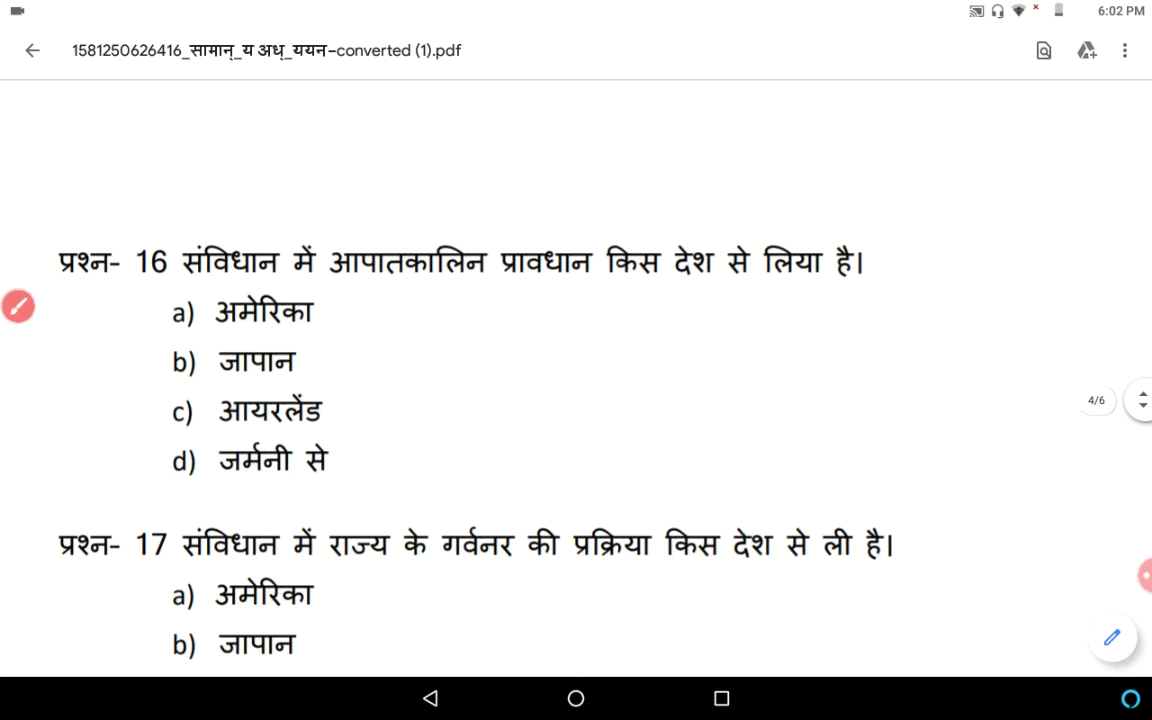 6:02 PM
1581250626416_सामान्_य अध्_ययन-converted (1).pdf
प्रश्न- 16 संविधान में आपातकालिन प्रावधान किस देश से लिया है।
a) अमेरिका
b) जापान
c) आयरलेंड
d) जर्मनी से
4/6
प्रश्न- 17 संविधान में राज्य के गर्वनर की प्रक्रिया किस देश से ली है।
a) अमेरिका
b) जापान